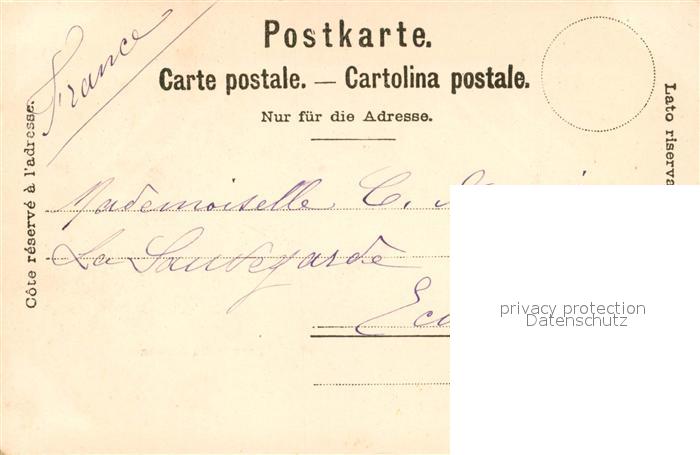 France
Postkarte.
Carte postale. — Cartolina postale.
Nur für die Adresse.
Côte réservé à l'adresse.
Lato riserva
Mademoiselle C.
La Sauvegarde
privacy protection
Datenschutz